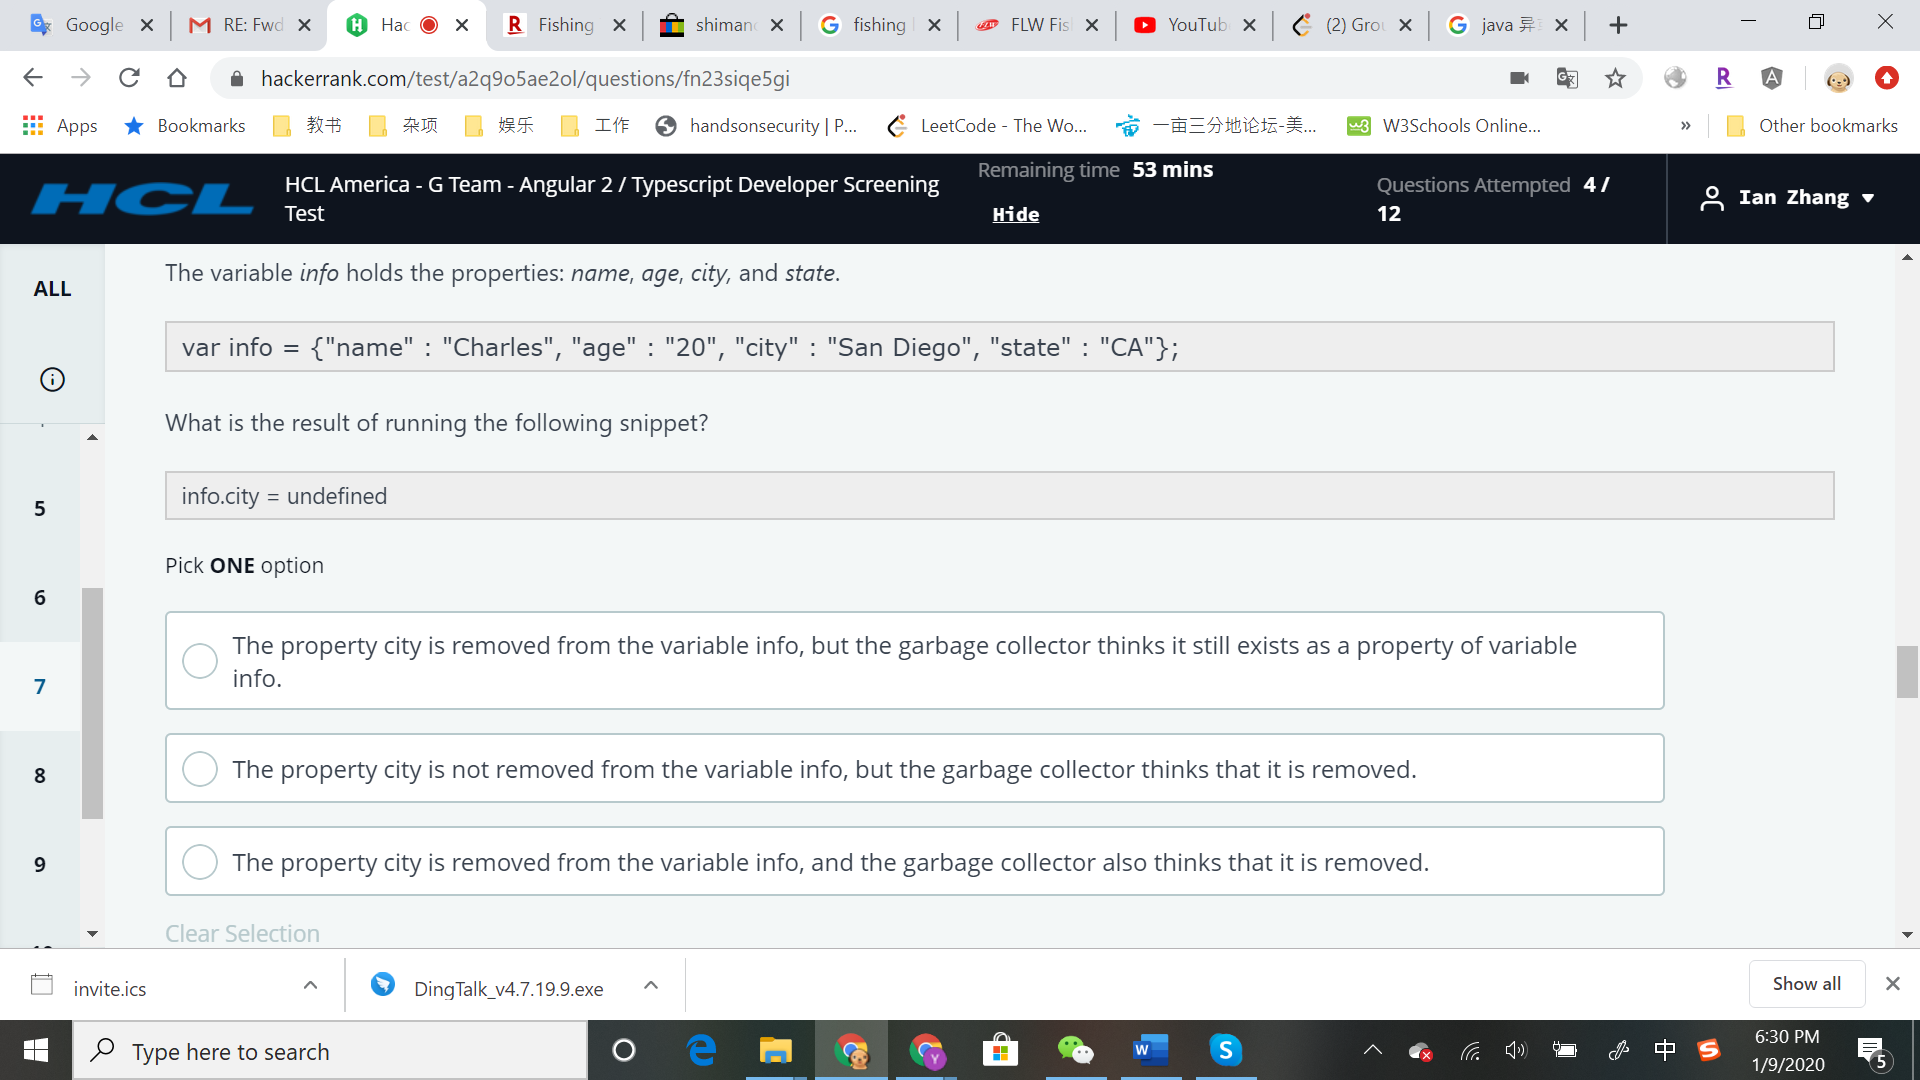 Google
RE: Fwd
Hac
Fishing
shiman
fishing
FLW Fis
YouTub
(2) Grou
java 异
hackerrank.com/test/a2q9o5ae2ol/questions/fn23siqe5gi
Apps
Bookmarks
教书
杂项
娱乐
工作
handsonsecurity | P...
LeetCode - The Wo...
一亩三分地论坛-美...
W3Schools Online...
»
Other bookmarks
HCL
HCL America - G Team - Angular 2 / Typescript Developer Screening
Test
Remaining time 53 mins
Hide
Questions Attempted 4 /
12
Ian Zhang
ALL
The variable info holds the properties: name, age, city, and state.
var info = {"name" : "Charles", "age" : "20", "city" : "San Diego", "state" : "CA"};
What is the result of running the following snippet?
info.city = undefined
Pick ONE option
The property city is removed from the variable info, but the garbage collector thinks it still exists as a property of variable
info.
The property city is not removed from the variable info, but the garbage collector thinks that it is removed.
The property city is removed from the variable info, and the garbage collector also thinks that it is removed.
Clear Selection
5
6
7
8
9
invite.ics
DingTalk_v4.7.19.9.exe
Show all
Type here to search
中
6:30 PM
1/9/2020
5